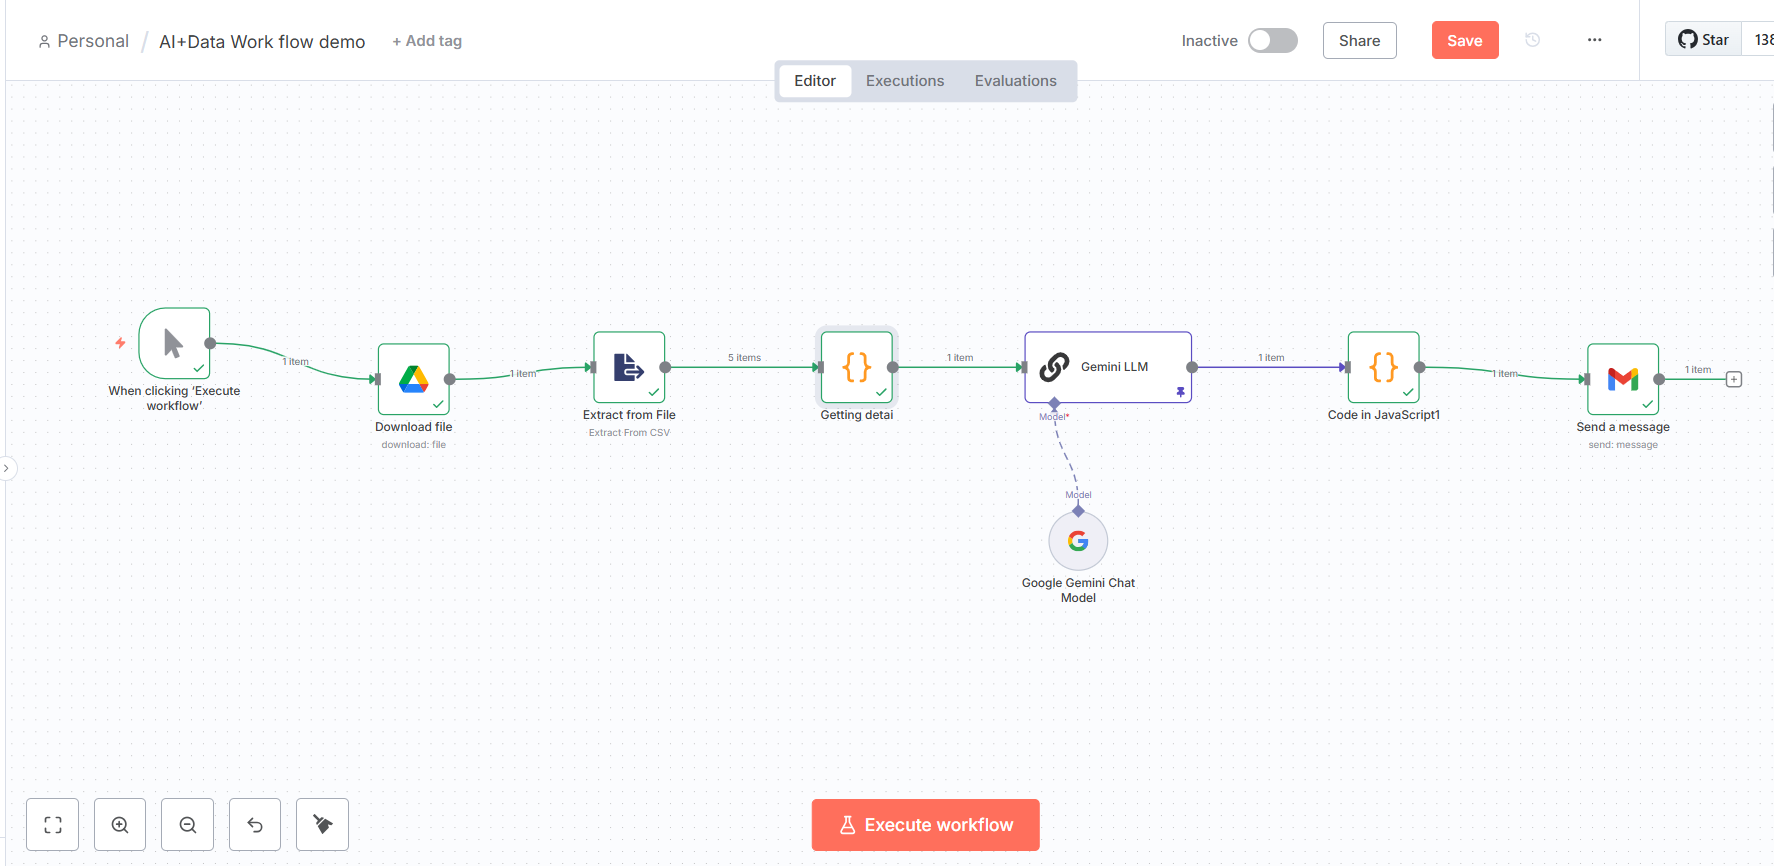 Personal / AI+Data Work flow demo + Add tag
Inactive Share Save ... Star 138
Editor Executions Evaluations
When clicking ‘Execute
workflow’
1 item
Download file
download: file
1 item
Extract from File
Extract From CSV
5 items
Getting detai
1 item
Gemini LLM
Model*
Model
Google Gemini Chat
Model
1 item
Code in JavaScript1
1 item
Send a message
send: message
1 item
Execute workflow